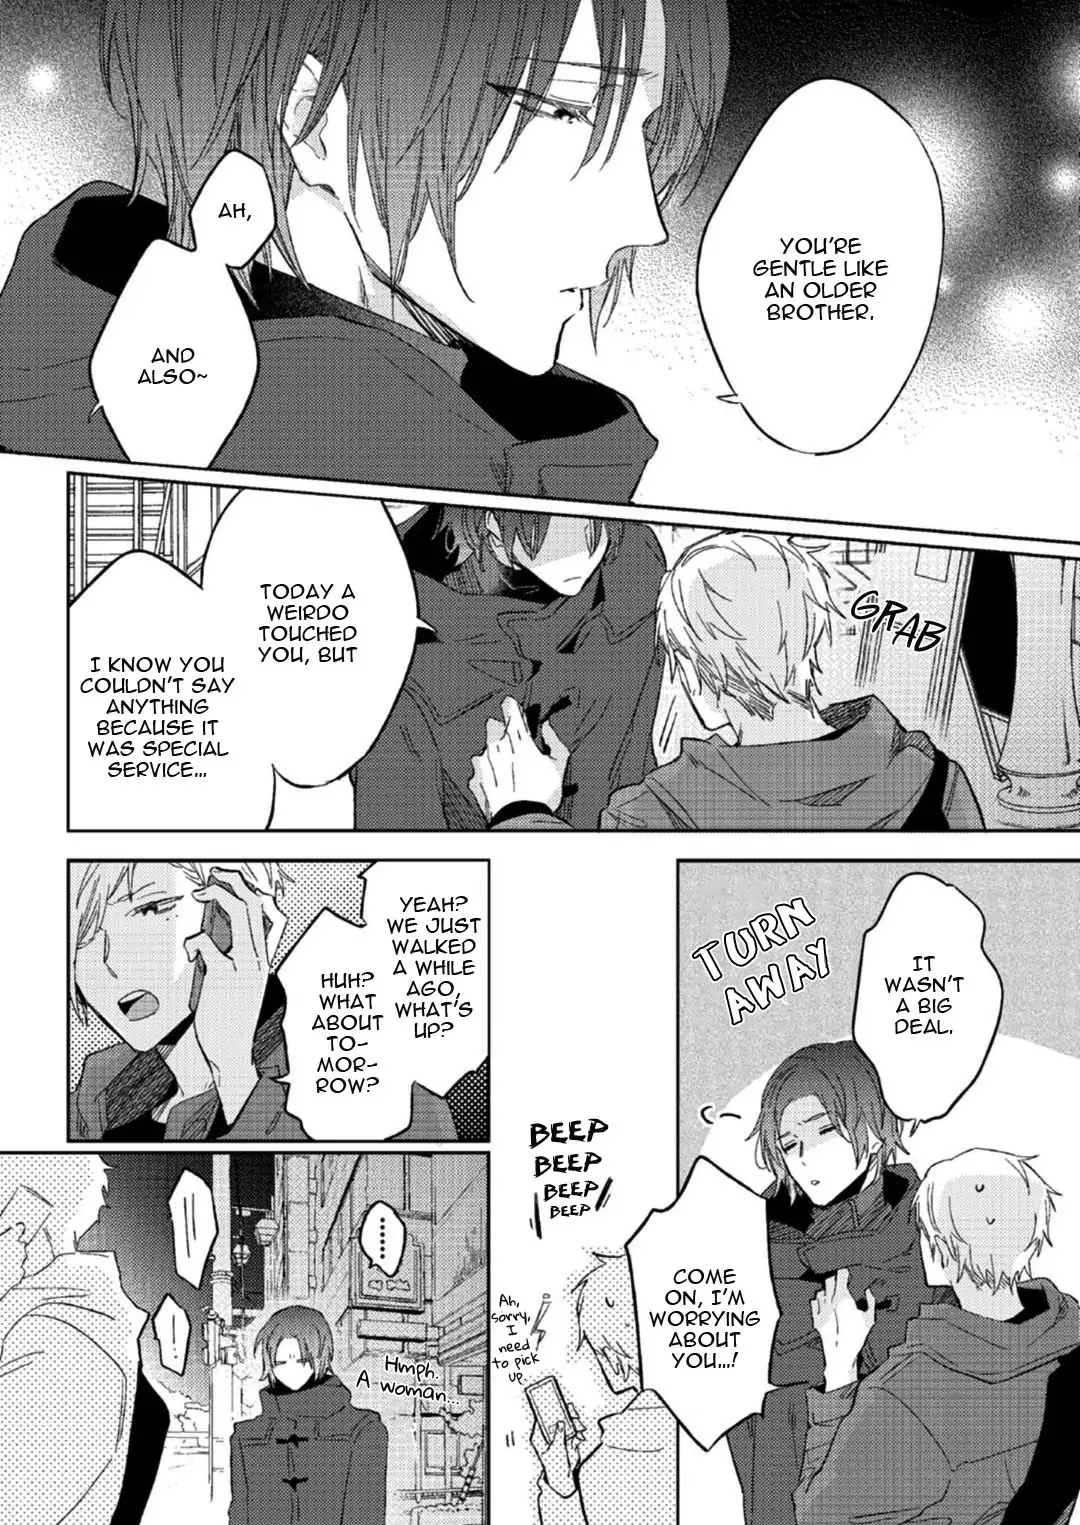 YOU'RE
GENTLE LIKE
AN OLDER
BROTHER.
AH,
AND
ALSO~
GRAB
TODAY A
WEIRDO
TOUCHED
YOU, BUT
I KNOW YOU
COULDN'T SAY
ANYTHING
BECAUSE IT
WAS SPECIAL
SERVICE...
IT
WASN'T
A BIG
DEAL.
TURN
AWAY
COME
ON, I'M
WORRYING
ABOUT
YOU...!
BEEP
BEEP
BEEP
BEEP
Ah,
sorry,
I
need
to pick
up.
YEAH?
WE JUST
WALKED
A WHILE
AGO,
WHAT'S
UP?
HUH?
WHAT
ABOUT
TO-
MOR-
ROW?
......
Hmph.
A woman...
...
...